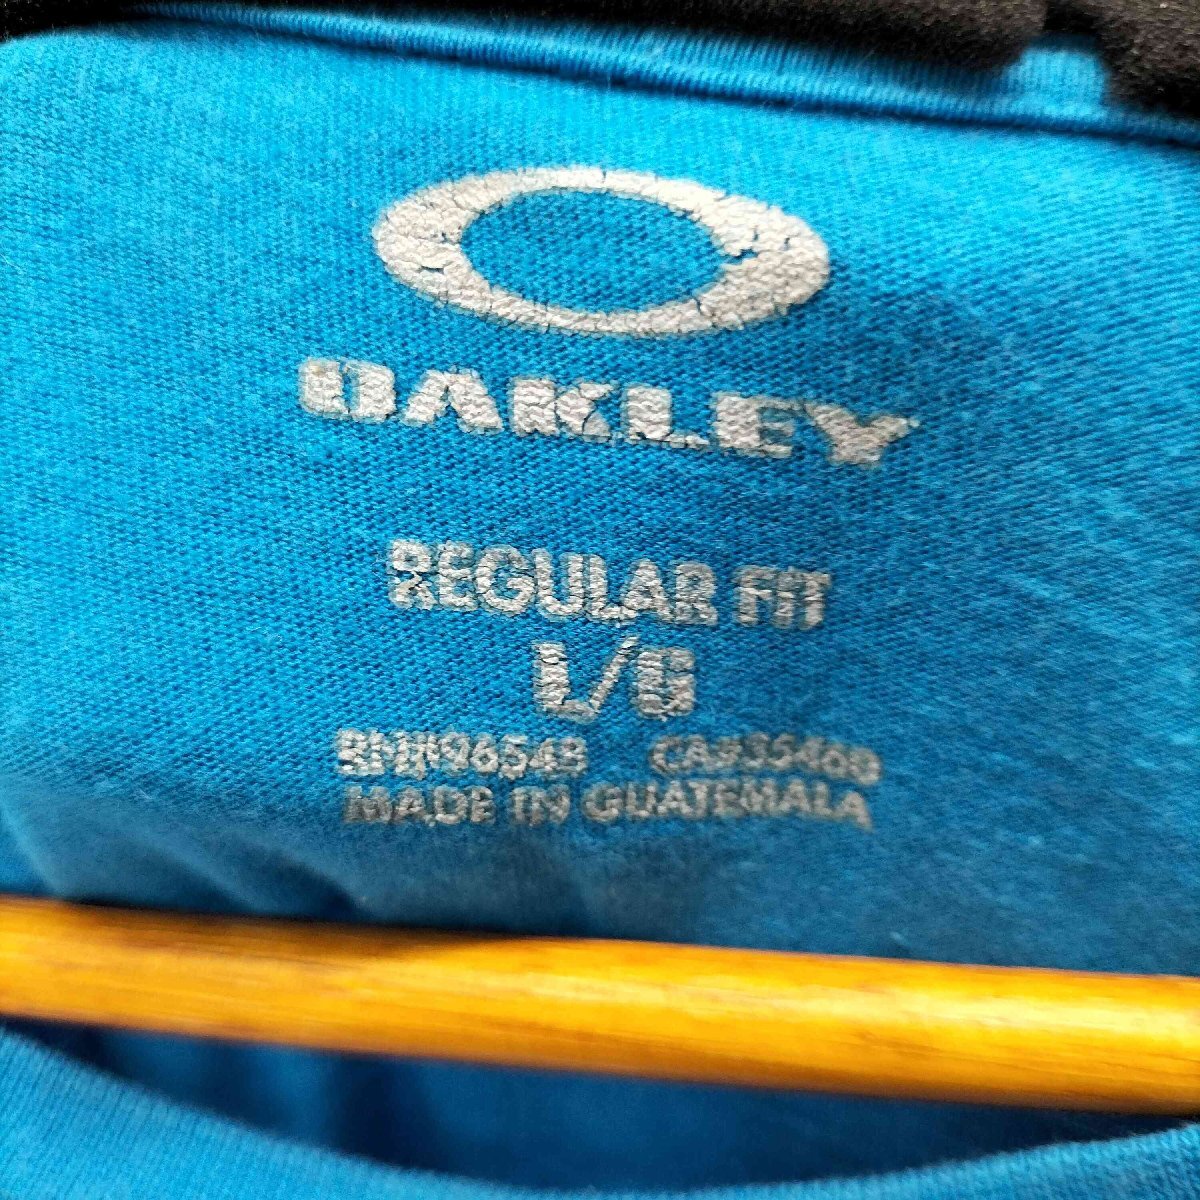 OAKLEY
REGULAR FIT
L/G
RN#96548 CA#35460
MADE IN GUATEMALA